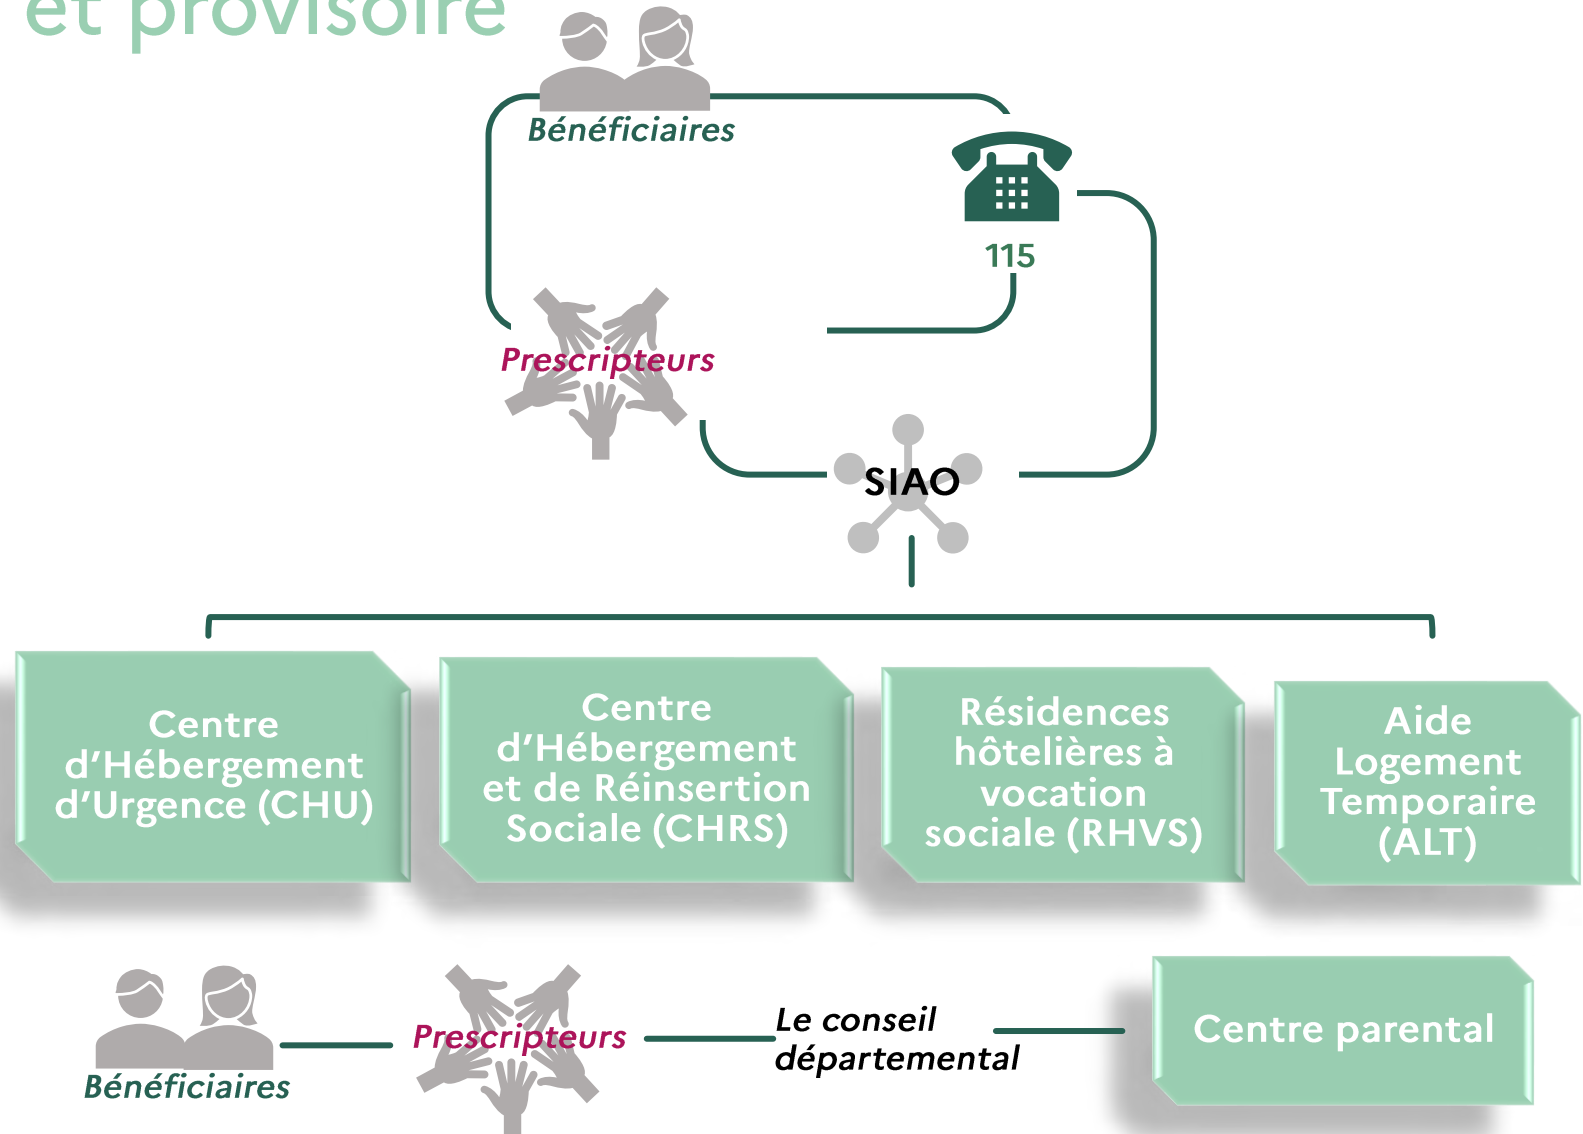 et provisoire
Bénéficiaires
115
Prescripteurs
SIAO
Centre
d’Hébergement
d’Urgence (CHU)
Centre
d’Hébergement
et de Réinsertion
Sociale (CHRS)
Résidences
hôtelières à
vocation
sociale (RHVS)
Aide
Logement
Temporaire
(ALT)
Bénéficiaires
Prescripteurs
Le conseil
départemental
Centre parental